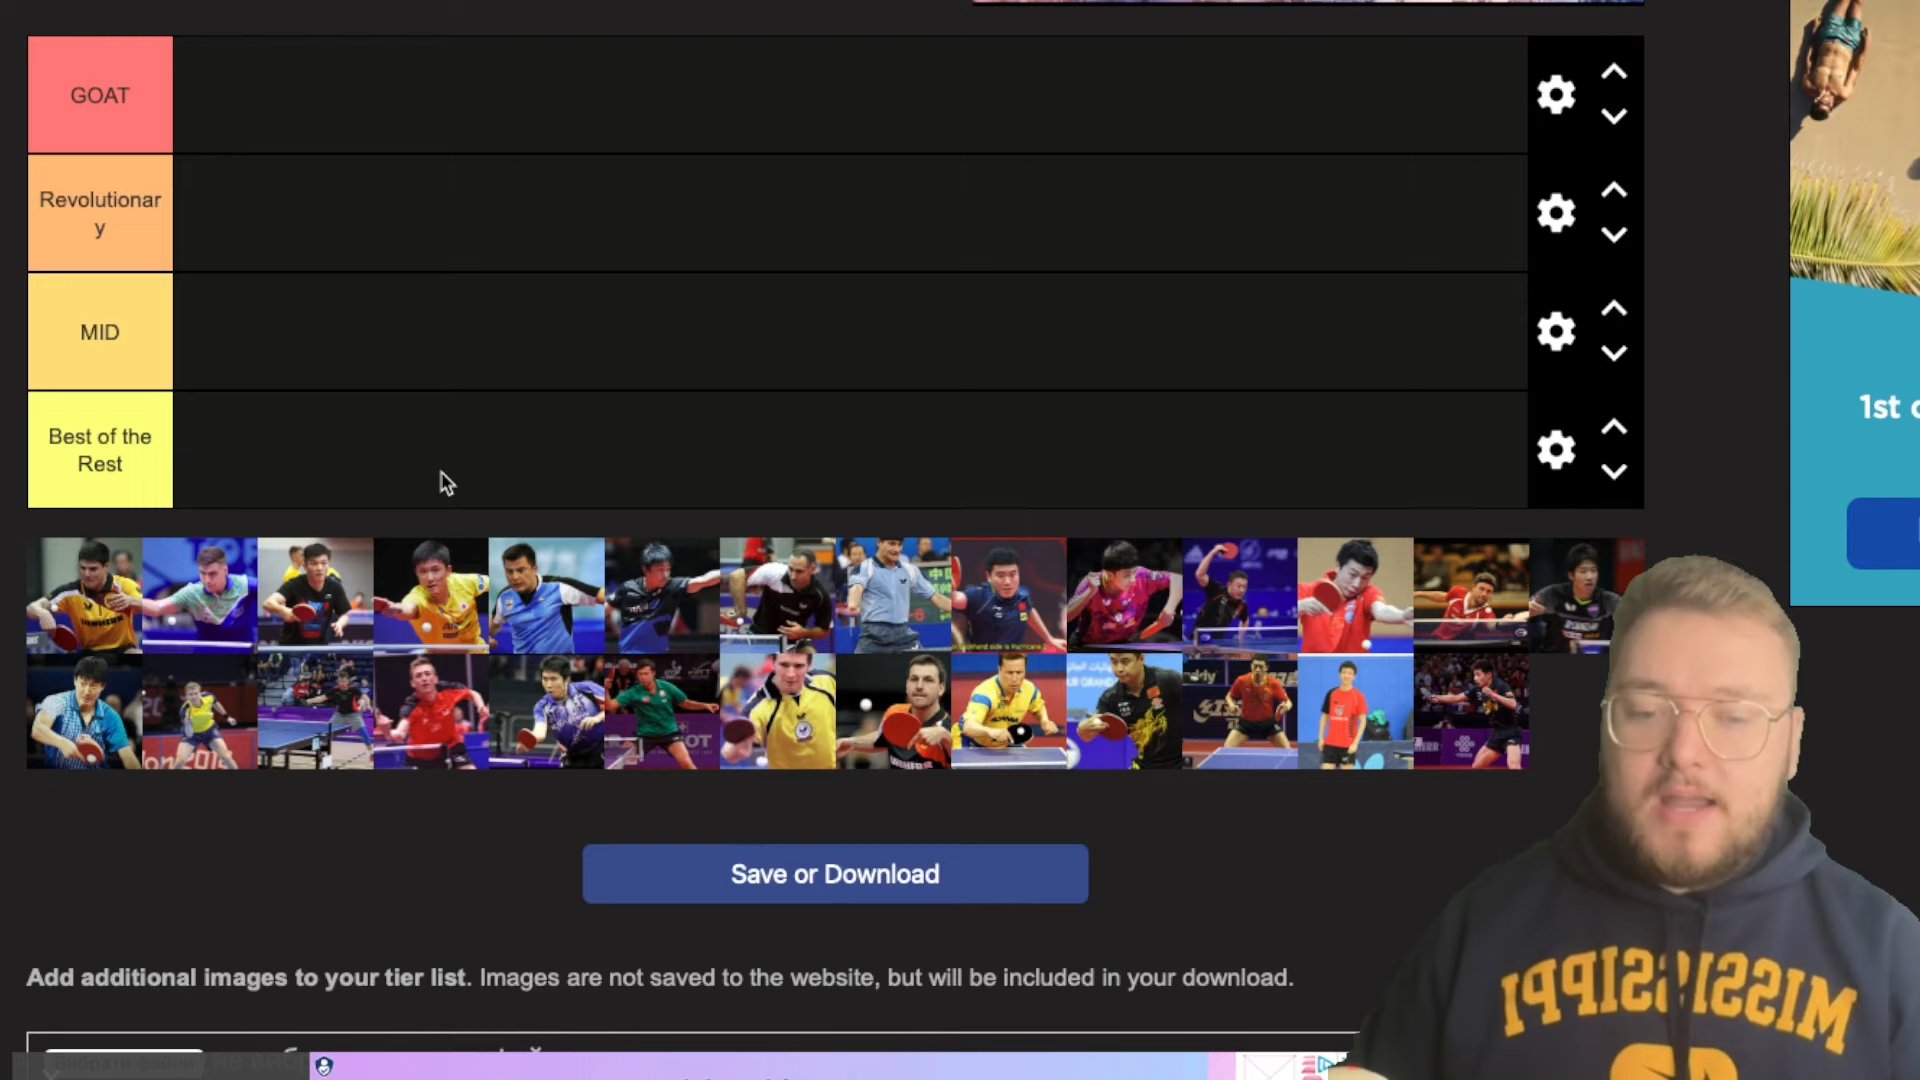 GOAT
Revolutionar
y
MID
Best of the
Rest
1st
Save or Download
Add additional images to your tier list. Images are not saved to the website, but will be included in your download.
MISSISSIPPI